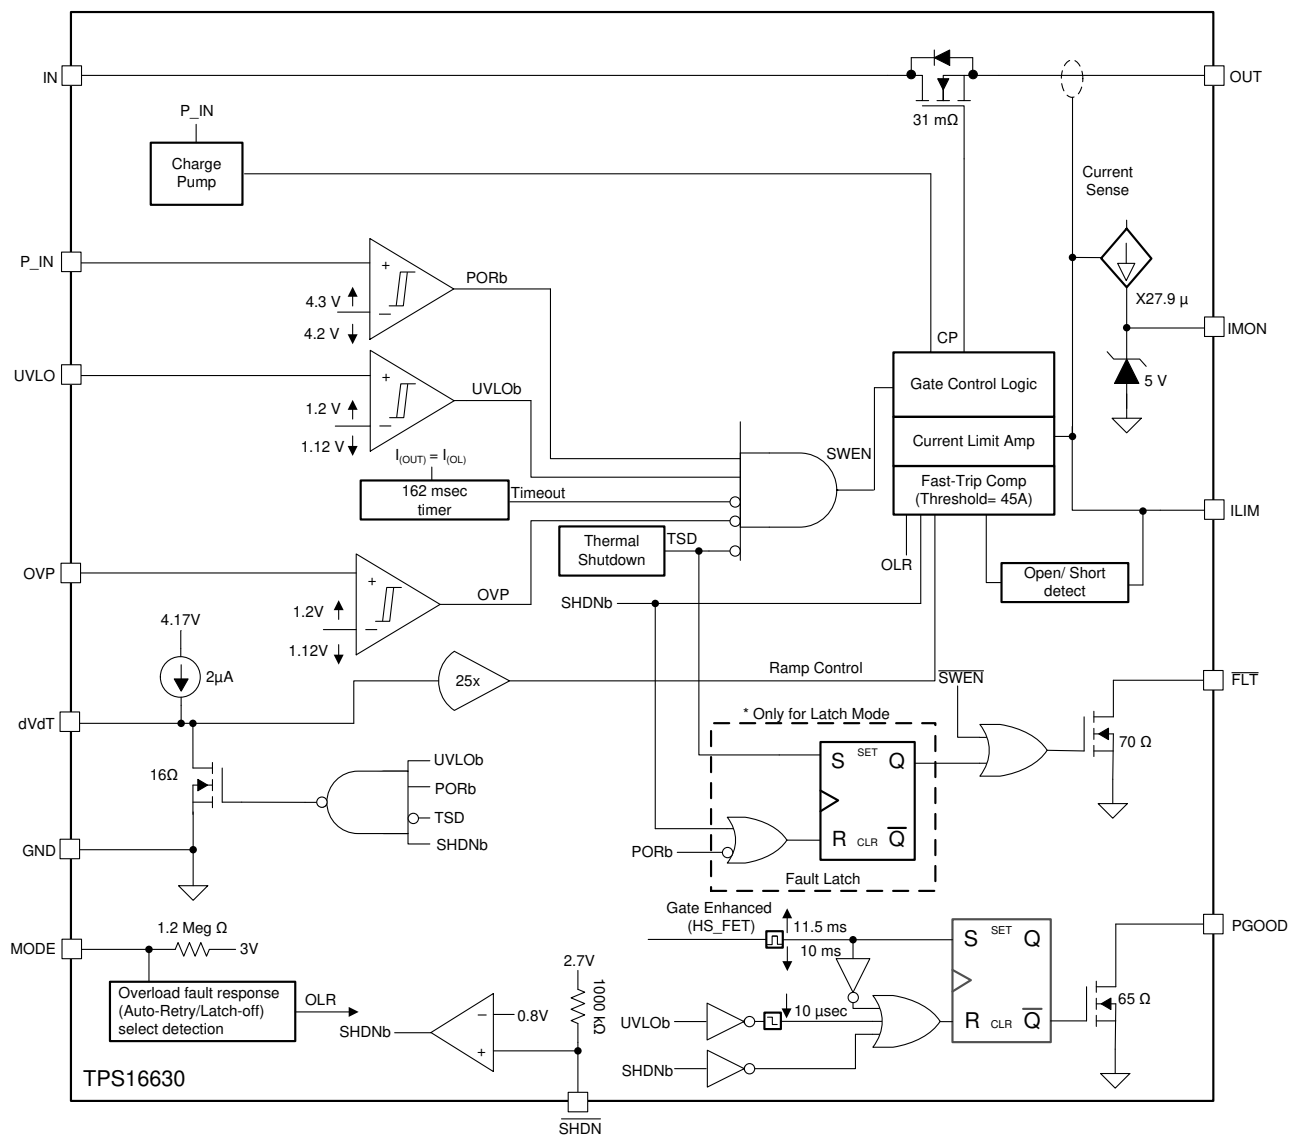 IN
OUT
31 mΩ
P_IN
Charge
Pump
Current
Sense
P_IN
PORb
4.3 V
4.2 V
X27.9 µ
CP
IMON
UVLO
UVLOb
1.2 V
1.12 V
Gate Control Logic
5 V
Current Limit Amp
I(OUT) = I(OL)
SWEN
162 msec
timer
Timeout
Fast-Trip Comp
(Threshold= 45A)
ILIM
Thermal
Shutdown
TSD
OLR
Open/ Short
detect
OVP
OVP
1.2V
1.12V
SHDNb
4.17V
2µA
25x
Ramp Control
SWEN
FLT
dVdT
* Only for Latch Mode
70 Ω
S
SET
Q
R
CLR
Q
PORb
Fault Latch
16Ω
UVLOb
PORb
TSD
SHDNb
GND
Gate Enhanced
(HS_FET)
11.5 ms
10 ms
S
SET
Q
R
CLR
Q
PGOOD
65 Ω
UVLOb
10 µsec
SHDNb
MODE
1.2 Meg Ω
3V
Overload fault response
(Auto-Retry/Latch-off)
select detection
OLR
SHDNb
0.8V
2.7V
1000 kΩ
TPS16630
SHDN